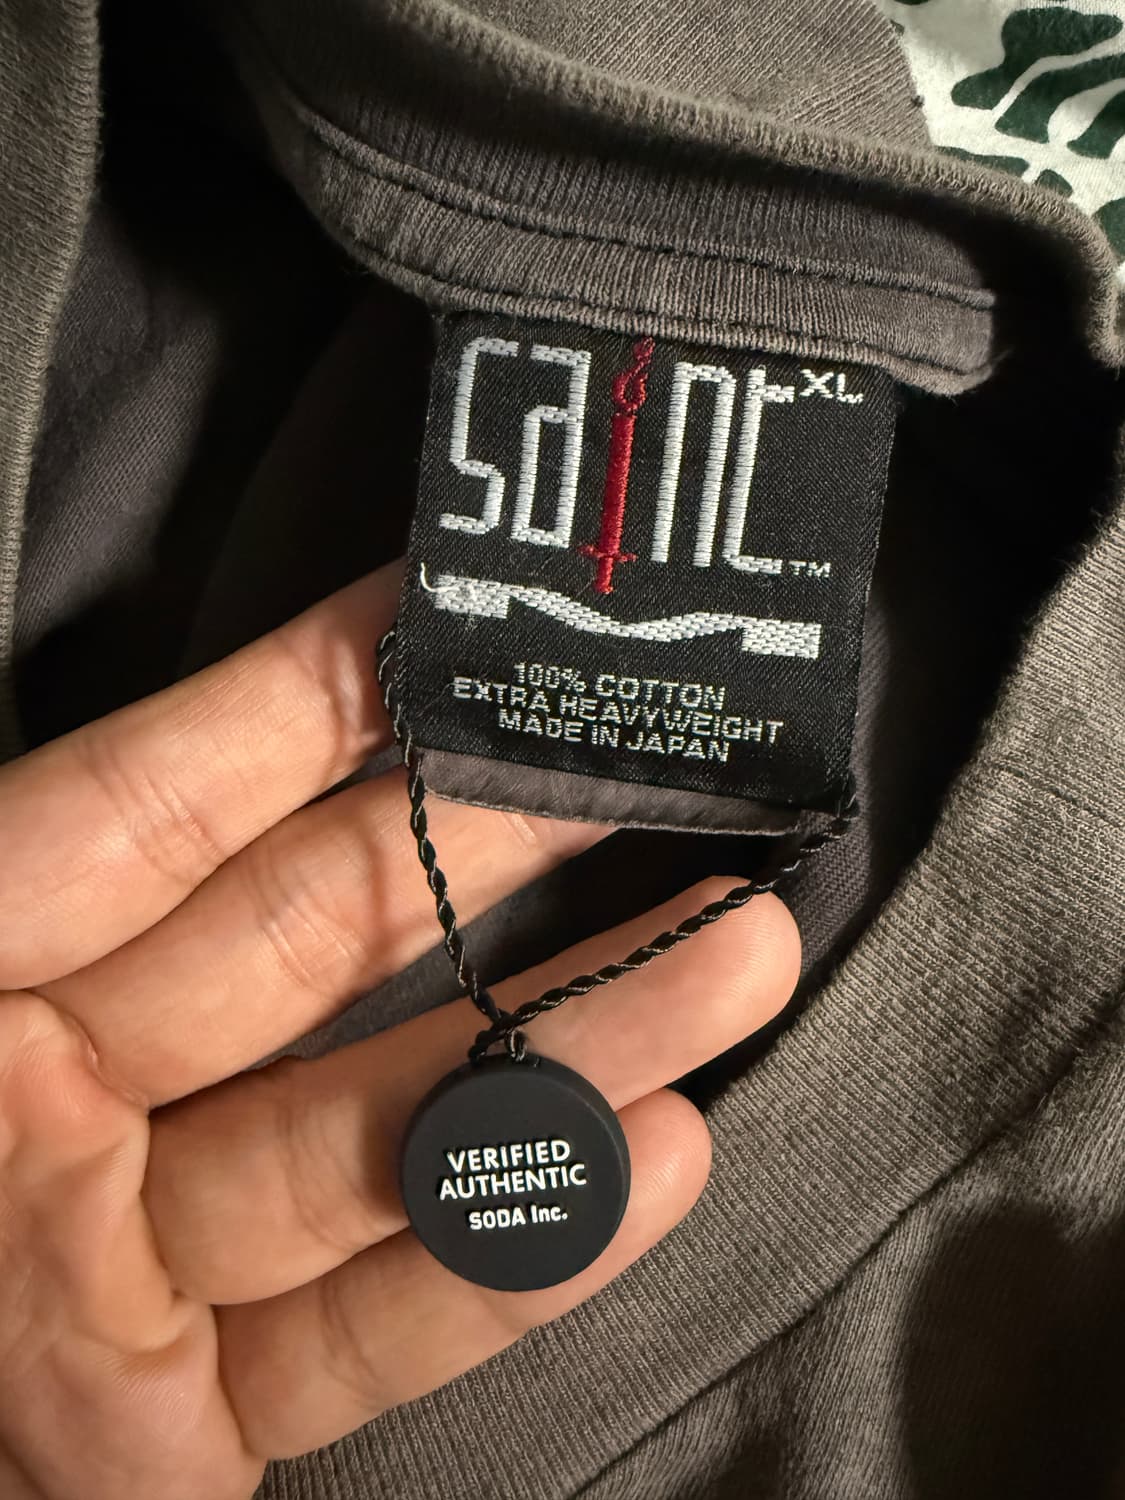 saint XL
TM
100% COTTON
EXTRA HEAVYWEIGHT
MADE IN JAPAN
VERIFIED
AUTHENTIC
SODA Inc.